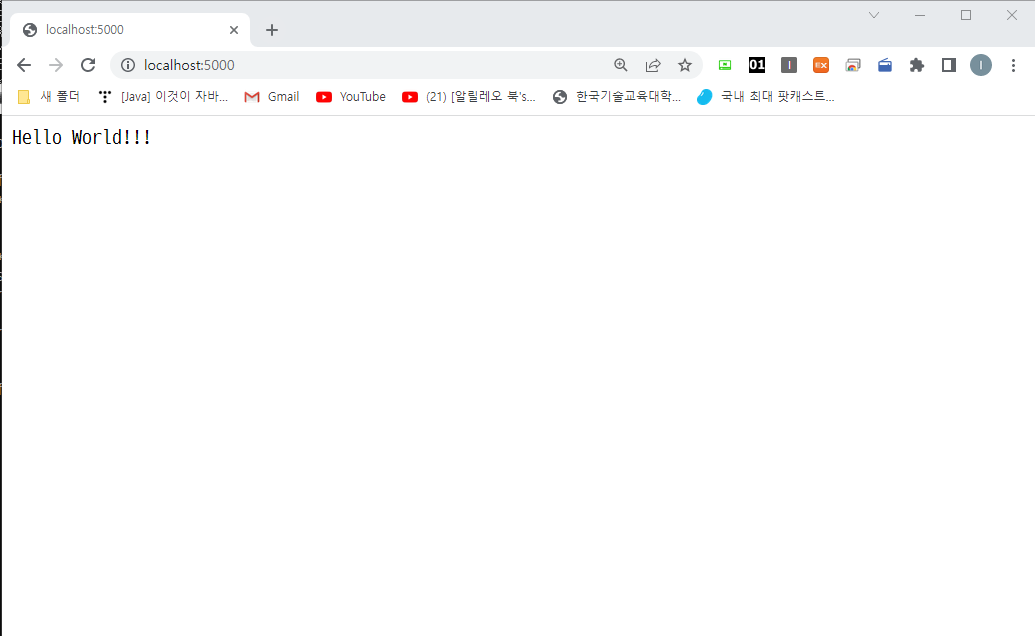 localhost:5000
localhost:5000
01 I EX I
새 폴더 [Java] 이것이 자바... Gmail YouTube (21) [알릴레오 북's... 한국기술교육대학... 국내 최대 팟캐스트...
Hello World!!!